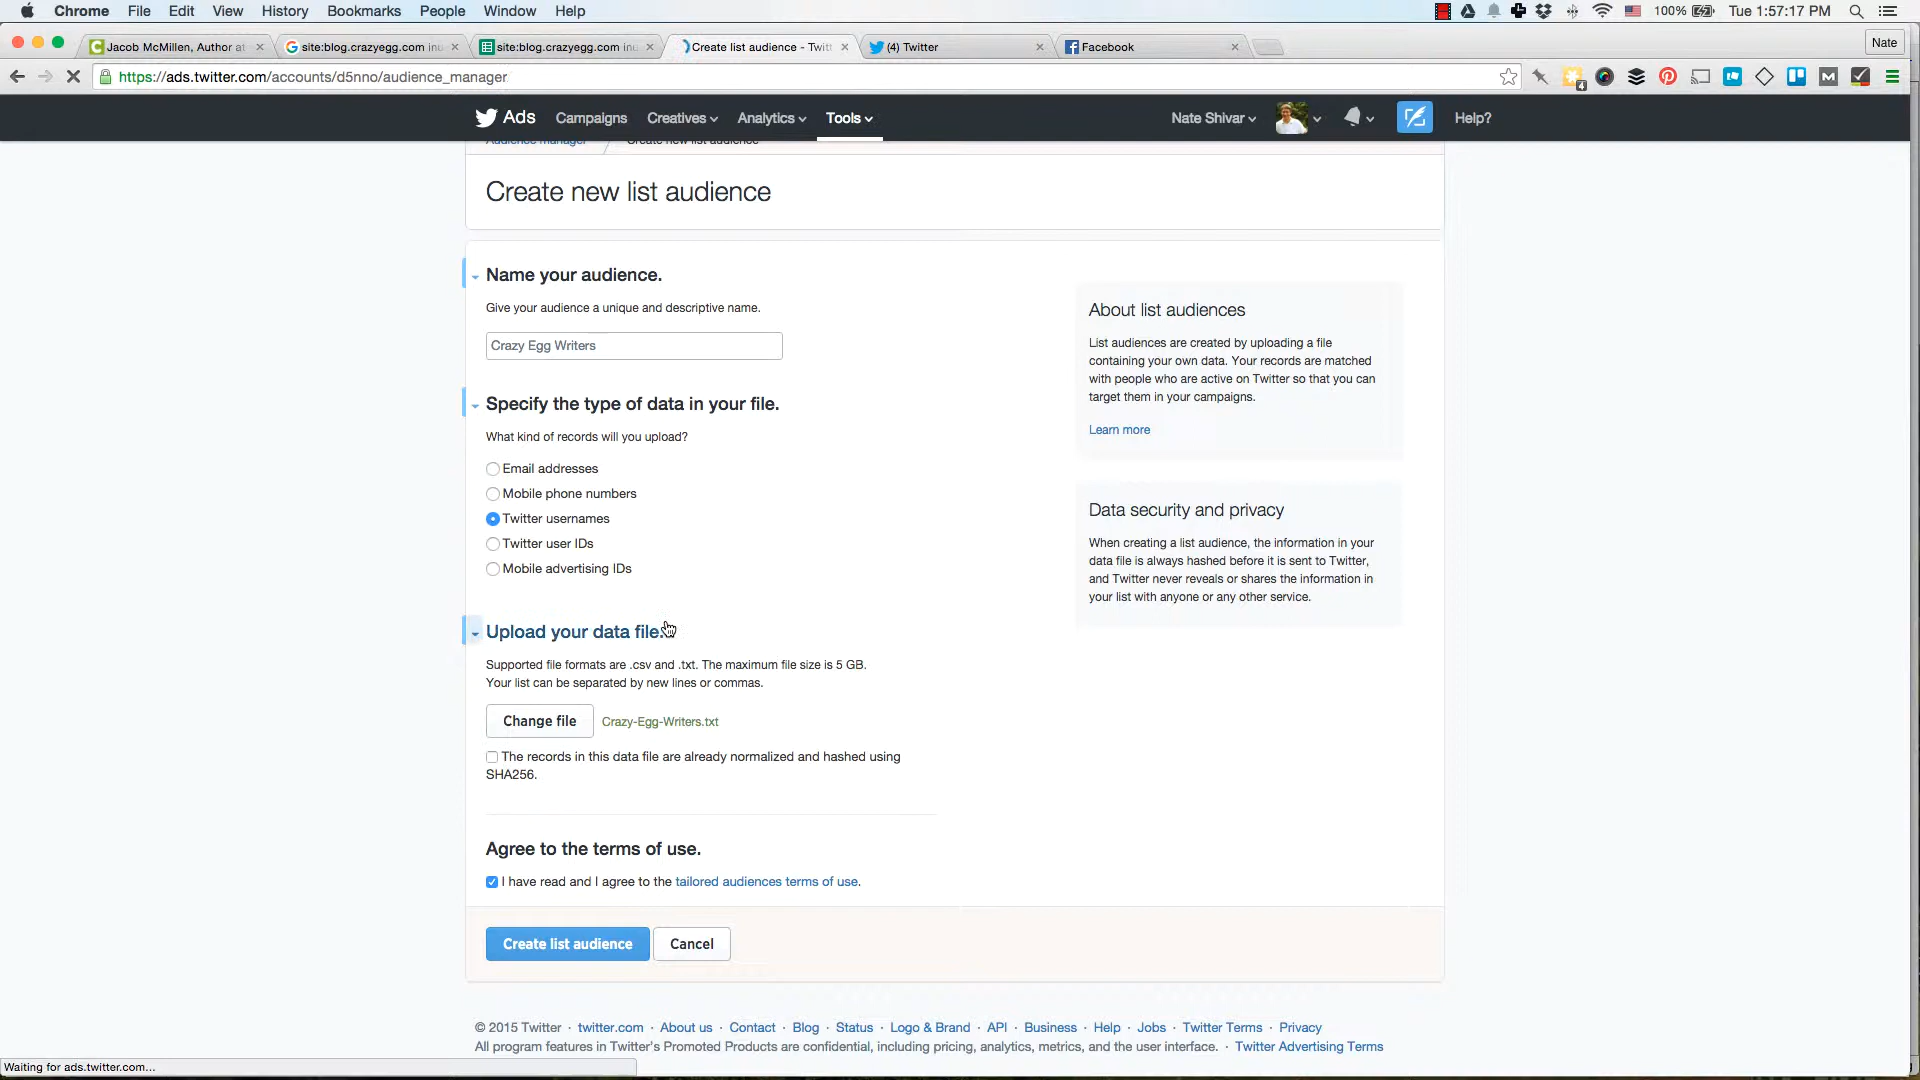 Chrome File Edit View History Bookmarks People Window Help 100% Tue 1:57:17 PM
Jacob McMillen, Author at site:blog.crazyegg.com inu site:blog.crazyegg.com inu Create list audience - Twitt (4) Twitter Facebook Nate
https://ads.twitter.com/accounts/d5nno/audience_manager 4
Ads Campaigns Creatives Analytics Tools Nate Shivar Help?
Audience manager Create new list audience
Create new list audience
Name your audience.
Give your audience a unique and descriptive name.
Crazy Egg Writers
Specify the type of data in your file.
What kind of records will you upload?
Email addresses
Mobile phone numbers
Twitter usernames
Twitter user IDs
Mobile advertising IDs
Upload your data file.
Supported file formats are .csv and .txt. The maximum file size is 5 GB.
Your list can be separated by new lines or commas.
Change file Crazy-Egg-Writers.txt
The records in this data file are already normalized and hashed using
SHA256.
Agree to the terms of use.
I have read and I agree to the tailored audiences terms of use.
Create list audience Cancel
About list audiences
List audiences are created by uploading a file
containing your own data. Your records are matched
with people who are active on Twitter so that you can
target them in your campaigns.
Learn more
Data security and privacy
When creating a list audience, the information in your
data file is always hashed before it is sent to Twitter,
and Twitter never reveals or shares the information in
your list with anyone or any other service.
© 2015 Twitter · twitter.com · About us · Contact · Blog · Status · Logo & Brand · API · Business · Help · Jobs · Twitter Terms · Privacy
All program features in Twitter's Promoted Products are confidential, including pricing, analytics, metrics, and the user interface. · Twitter Advertising Terms
Waiting for ads.twitter.com...